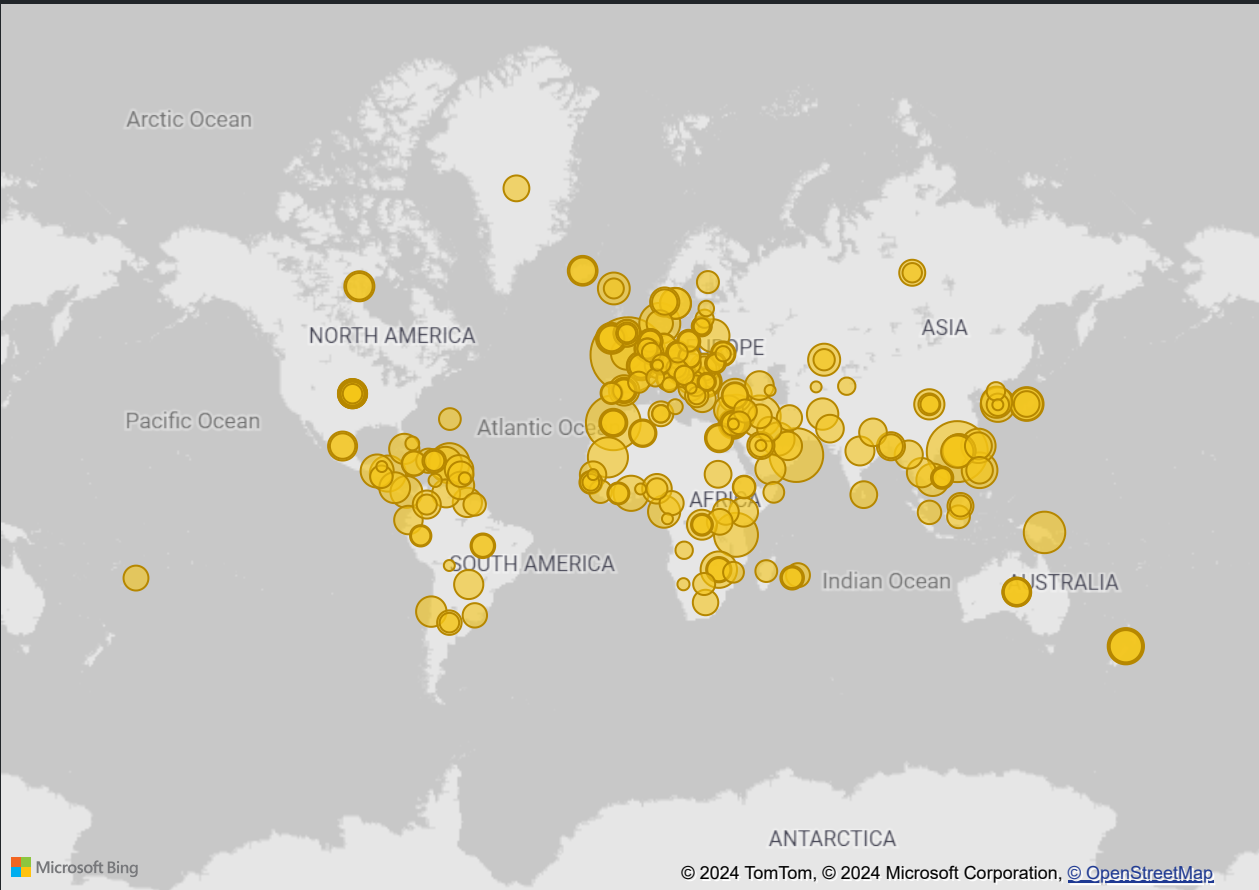 Arctic Ocean
NORTH AMERICA
ASIA
EUROPE
Pacific Ocean
Atlantic Oce
AFRICA
SOUTH AMERICA
Indian Ocean
AUSTRALIA
ANTARCTICA
Microsoft Bing
© 2024 TomTom, © 2024 Microsoft Corporation, © OpenStreetMap